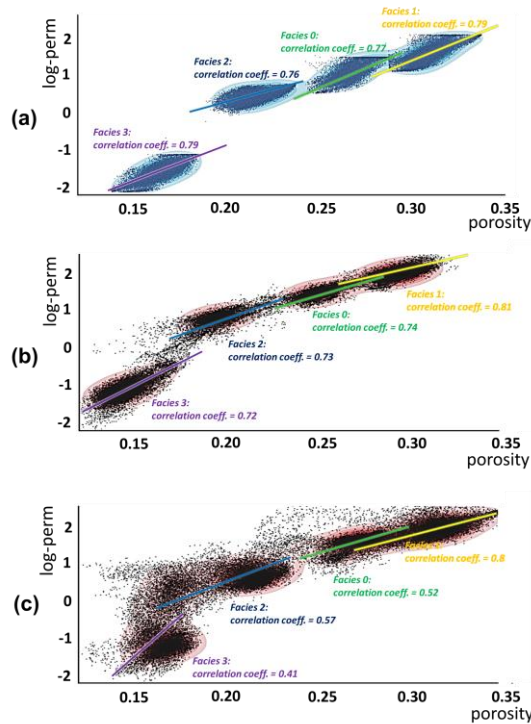 Facies 1:
correlation coeff. = 0.79
Facies 0:
correlation coeff. = 0.77
Facies 2:
correlation coeff. = 0.76
Facies 3:
correlation coeff. = 0.79
log-perm
2
1
0
-1
-2
(a)
0.15 0.20 0.25 0.30 0.35
porosity
log-perm
2
1
0
-1
-2
(b)
Facies 1:
correlation coeff. = 0.81
Facies 0:
correlation coeff. = 0.74
Facies 2:
correlation coeff. = 0.73
Facies 3:
correlation coeff. = 0.72
0.15 0.20 0.25 0.30 0.35
porosity
log-perm
2
1
0
-1
-2
(c)
Facies
correlation coeff. = 0.8
Facies 0:
correlation coeff. = 0.52
Facies 2:
correlation coeff. = 0.57
Facies 3:
correlation coeff. = 0.41
0.15 0.20 0.25 0.30 0.35
porosity